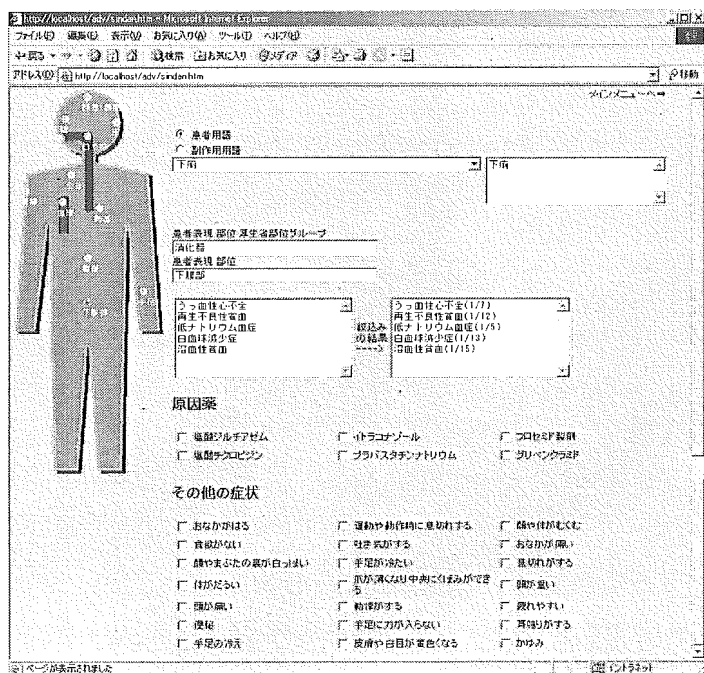 http://localhost/adv/sindan.htm - Microsoft Internet Explorer
ファイル(F) 編集(E) 表示(V) お気に入り(A) ツール(T) ヘルプ(H)
戻る 検索 お気に入り メディア
アドレス(D) http://localhost/adv/sindan.htm 移動
メインメニューへ⇒
患者用語
副作用用語
下痢 下痢
患者表現 部位 厚生省部位グループ
消化器
患者表現 部位
下腹部
うっ血性心不全
再生不良性貧血
低ナトリウム血症
白血球減少症
溶血性貧血
絞込み
の結果
---->
うっ血性心不全(1/7)
再生不良性貧血(1/12)
低ナトリウム血症(1/5)
白血球減少症(1/13)
溶血性貧血(1/15)
原因薬
塩酸ジルチアゼム イトラコナゾール フロセミド製剤
塩酸チクロピジン プラバスタチンナトリウム グリベンクラミド
その他の症状
おなかがはる 運動や動作時に息切れする 顔や体がむくむ
食欲がない 吐き気がする おなかが痛い
顔やまぶたの裏が白っぽい 手足が冷たい 息切れがする
体がだるい 爪が薄くなり中央にくぼみができる 頭が重い
頭が痛い 動悸がする 疲れやすい
便秘 手足に力が入らない 耳鳴りがする
手足の冷え 皮膚や白目が黄色くなる かゆみ
ページが表示されました イントラネット